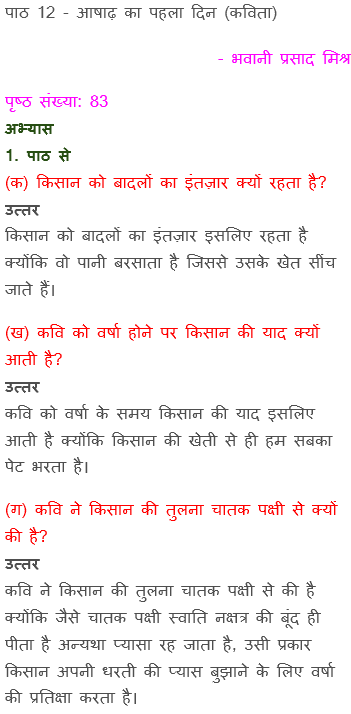 पाठ 12 - आषाढ़ का पहला दिन (कविता)
- भवानी प्रसाद मिश्र
पृष्ठ संख्या: 83
अभ्यास
1. पाठ से
(क) किसान को बादलों का इंतज़ार क्यों रहता है?
उत्तर
किसान को बादलों का इंतज़ार इसलिए रहता है
क्योंकि वो पानी बरसाता है जिससे उसके खेत सींच
जाते हैं।
(ख) कवि को वर्षा होने पर किसान की याद क्यों
आती है?
उत्तर
कवि को वर्षा के समय किसान की याद इसलिए
आती है क्योंकि किसान की खेती से ही हम सबका
पेट भरता है।
(ग) कवि ने किसान की तुलना चातक पक्षी से क्यों
की है?
उत्तर
कवि ने किसान की तुलना चातक पक्षी से की है
क्योंकि जैसे चातक पक्षी स्वाति नक्षत्र की बूंद ही
पीता है अन्यथा प्यासा रह जाता है, उसी प्रकार
किसान अपनी धरती की प्यास बुझाने के लिए वर्षा
की प्रतिक्षा करता है।